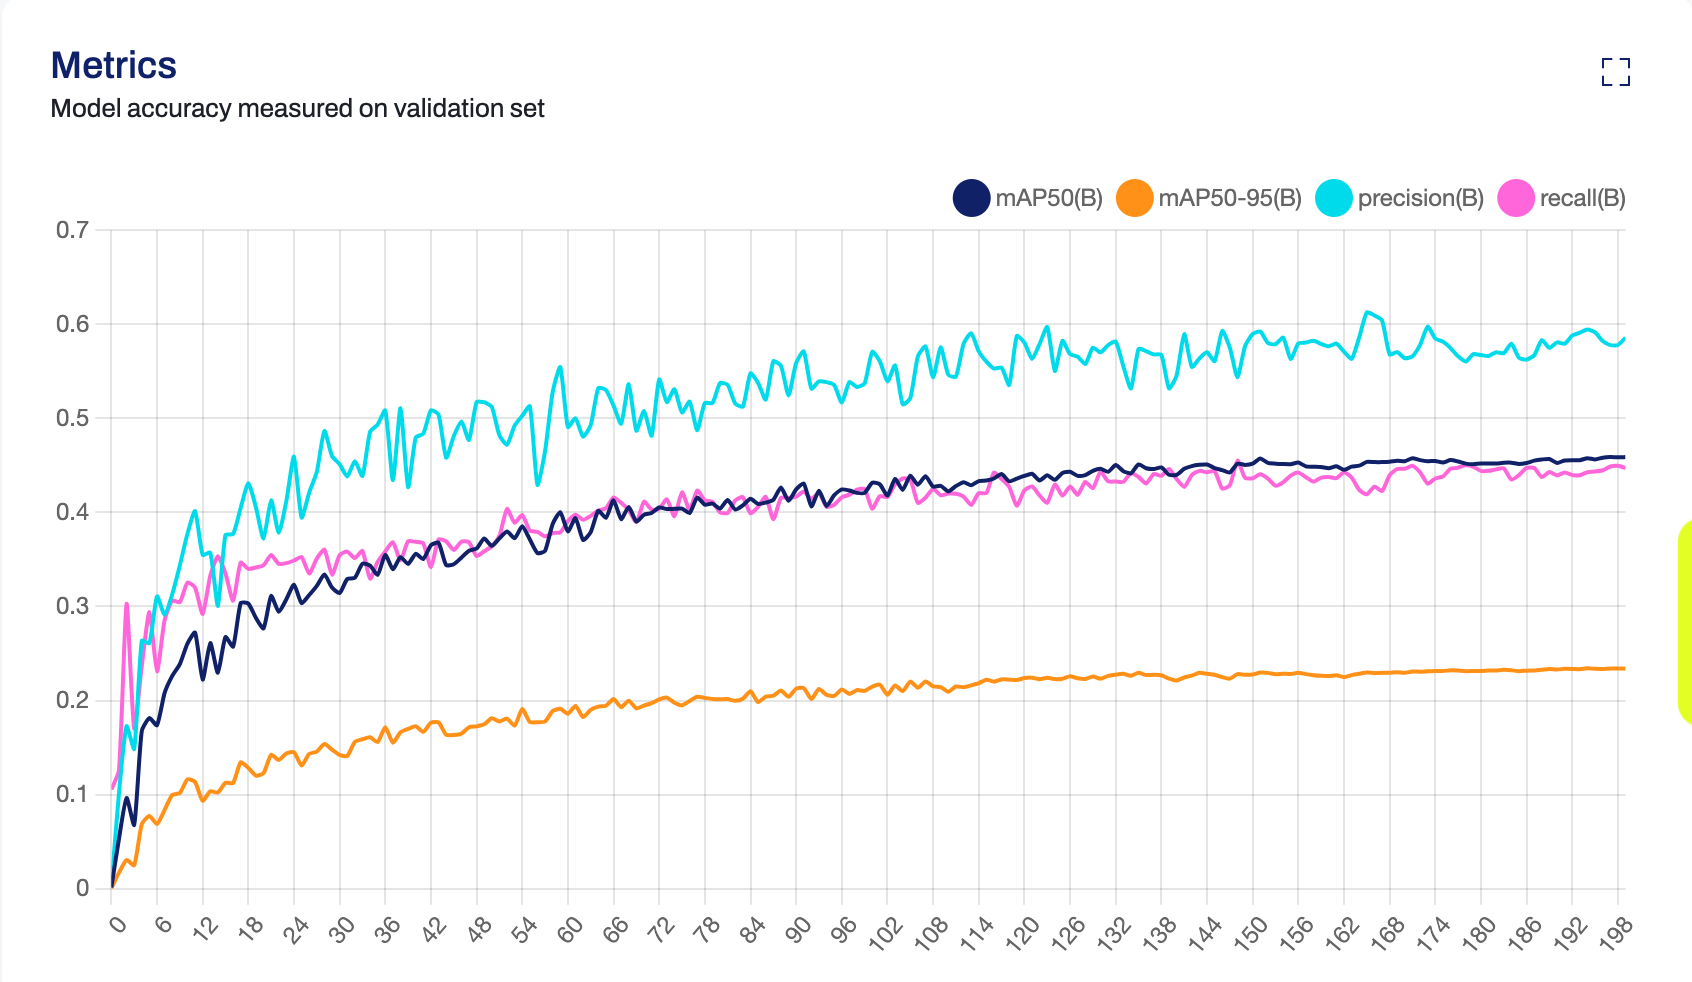 Metrics
Model accuracy measured on validation set
mAP50(B) mAP50-95(B) precision(B) recall(B)
0.7
0.6
0.5
0.4
0.3
0.2
0.1
0
0 6 12 18 24 30 36 42 48 54 60 66 72 78 84 90 96 102 108 114 120 126 132 138 144 150 156 162 168 174 180 186 192 198